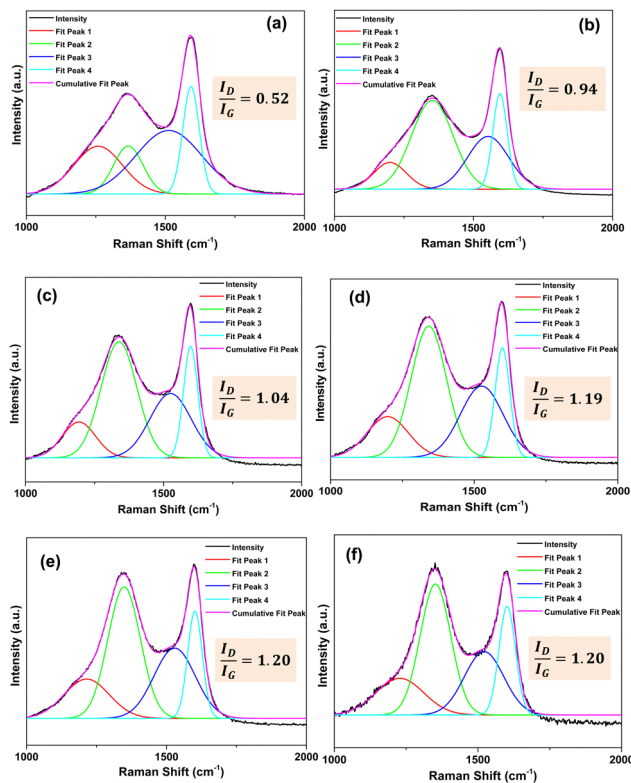 (a)
Intensity
Fit Peak 1
Fit Peak 2
Fit Peak 3
Fit Peak 4
Cumulative Fit Peak
I_D/I_G = 0.52
Intensity (a.u.)
1000 1500 2000
Raman Shift (cm⁻¹)
(b)
Intensity
Fit Peak 1
Fit Peak 2
Fit Peak 3
Fit Peak 4
Cumulative Fit Peak
I_D/I_G = 0.94
Intensity (a.u.)
1000 1500 2000
Raman Shift (cm⁻¹)
(c)
Intensity
Fit Peak 1
Fit Peak 2
Fit Peak 3
Fit Peak 4
Cumulative Fit Peak
I_D/I_G = 1.04
Intensity (a.u.)
1000 1500 2000
Raman Shift (cm⁻¹)
(d)
Intensity
Fit Peak 1
Fit Peak 2
Fit Peak 3
Fit Peak 4
Cumulative Fit Peak
I_D/I_G = 1.19
Intensity (a.u.)
1000 1500 2000
Raman Shift (cm⁻¹)
(e)
Intensity
Fit Peak 1
Fit Peak 2
Fit Peak 3
Fit Peak 4
Cumulative Fit Peak
I_D/I_G = 1.20
Intensity (a.u.)
1000 1500 2000
Raman Shift (cm⁻¹)
(f)
Intensity
Fit Peak 1
Fit Peak 2
Fit Peak 3
Fit Peak 4
Cumulative Fit Peak
I_D/I_G = 1.20
Intensity (a.u.)
1000 1500 2000
Raman Shift (cm⁻¹)